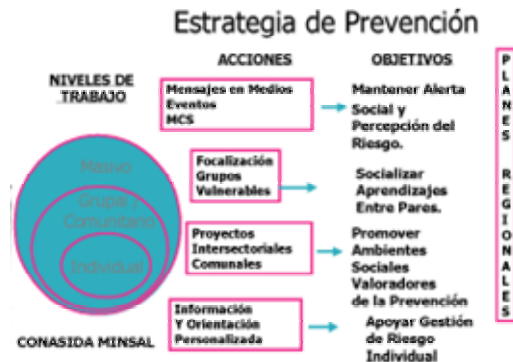 Estrategia de Prevención
NIVELES DE
TRABAJO
Masivo
Grupal y
Comunitario
Individual
CONASIDA MINSAL
ACCIONES
Mensajes en Medios
Eventos
MCS
Focalización
Grupos
Vulnerables
Proyectos
Intersectoriales
Comunales
Información
Y Orientación
Personalizada
OBJETIVOS
Mantener Alerta
Social y
Percepción del
Riesgo.
Socializar
Aprendizajes
Entre Pares.
Promover
Ambientes
Sociales
Valoradores
de la Prevención
Apoyar Gestión
de Riesgo
Individual
PLANES REGIONALES